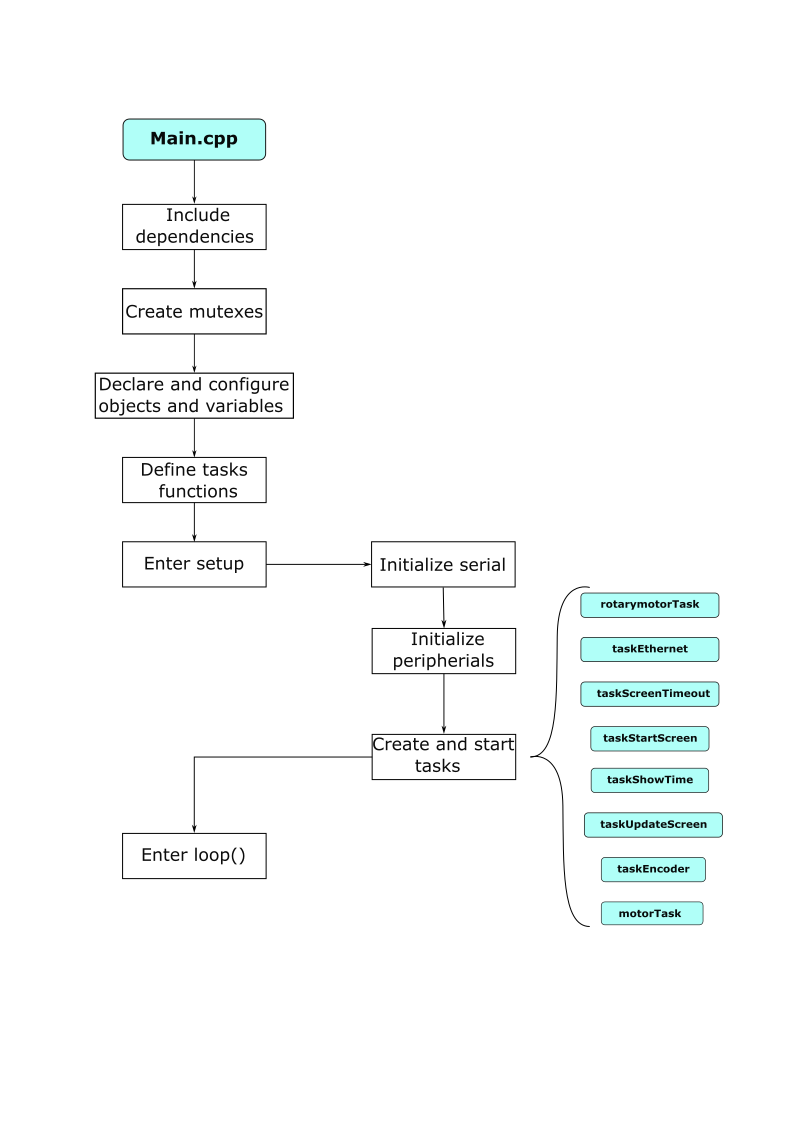 Main.cpp
Include
dependencies
Create mutexes
Declare and configure
objects and variables
Define tasks
functions
Enter setup
Initialize serial
Initialize
peripherials
Create and start
tasks
rotarymotorTask
taskEthernet
taskScreenTimeout
taskStartScreen
taskShowTime
taskUpdateScreen
taskEncoder
motorTask
Enter loop()